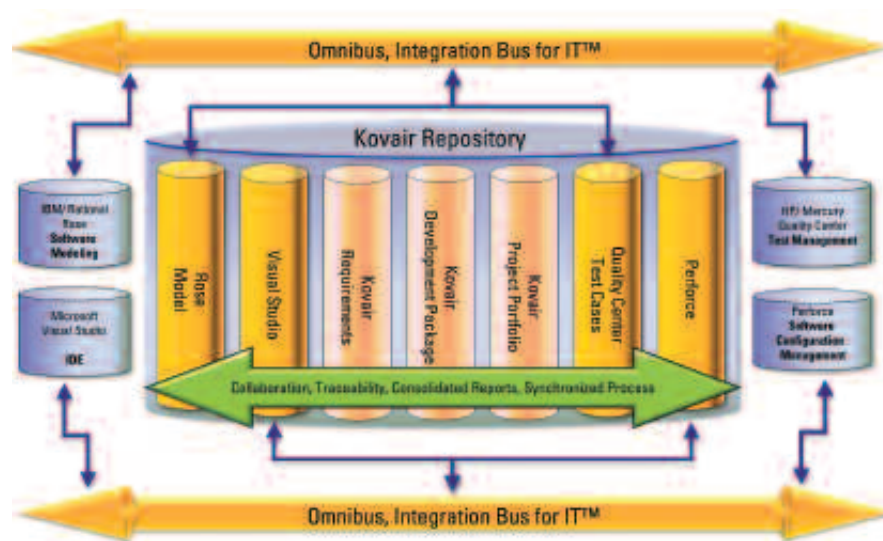 Omnibus, Integration Bus for IT™
Kovair Repository
IBM/Rational
Rose
Software
Modeling
Microsoft
Visual Studio
IDE
Rose
Model
Visual Studio
Kovair
Requirements
Kovair
Development Package
Kovair
Project Portfolio
Quality Center
Test Cases
Perforce
HP/ Mercury
Quality Center
Test Management
Perforce
Software
Configuration
Management
Collaboration, Traceability, Consolidated Reports, Synchronized Process
Omnibus, Integration Bus for IT™